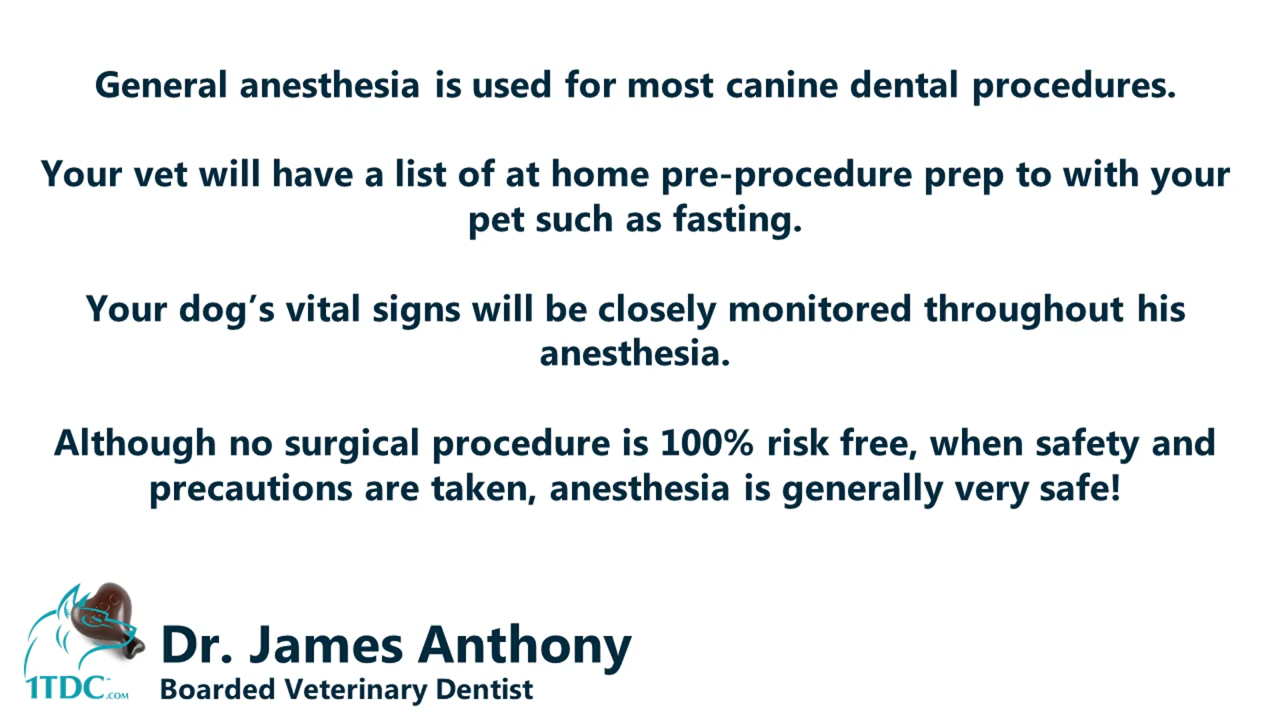 General anesthesia is used for most canine dental procedures.
Your vet will have a list of at home pre-procedure prep to with your
pet such as fasting.
Your dog’s vital signs will be closely monitored throughout his
anesthesia.
Although no surgical procedure is 100% risk free, when safety and
precautions are taken, anesthesia is generally very safe!
Dr. James Anthony
Boarded Veterinary Dentist
1TDC™.COM